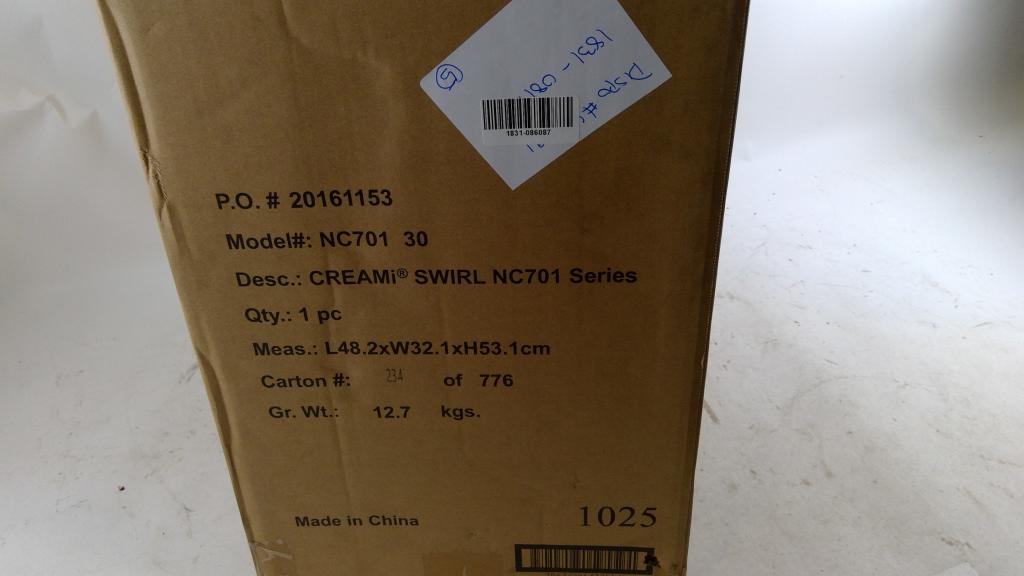 1831-086087
P.O. # 20161153
Model#: NC701 30
Desc.: CREAMi® SWIRL NC701 Series
Qty.: 1 pc
Meas.: L48.2xW32.1xH53.1cm
Carton #: 234 of 776
Gr. Wt.: 12.7 kgs.
Made in China
1025